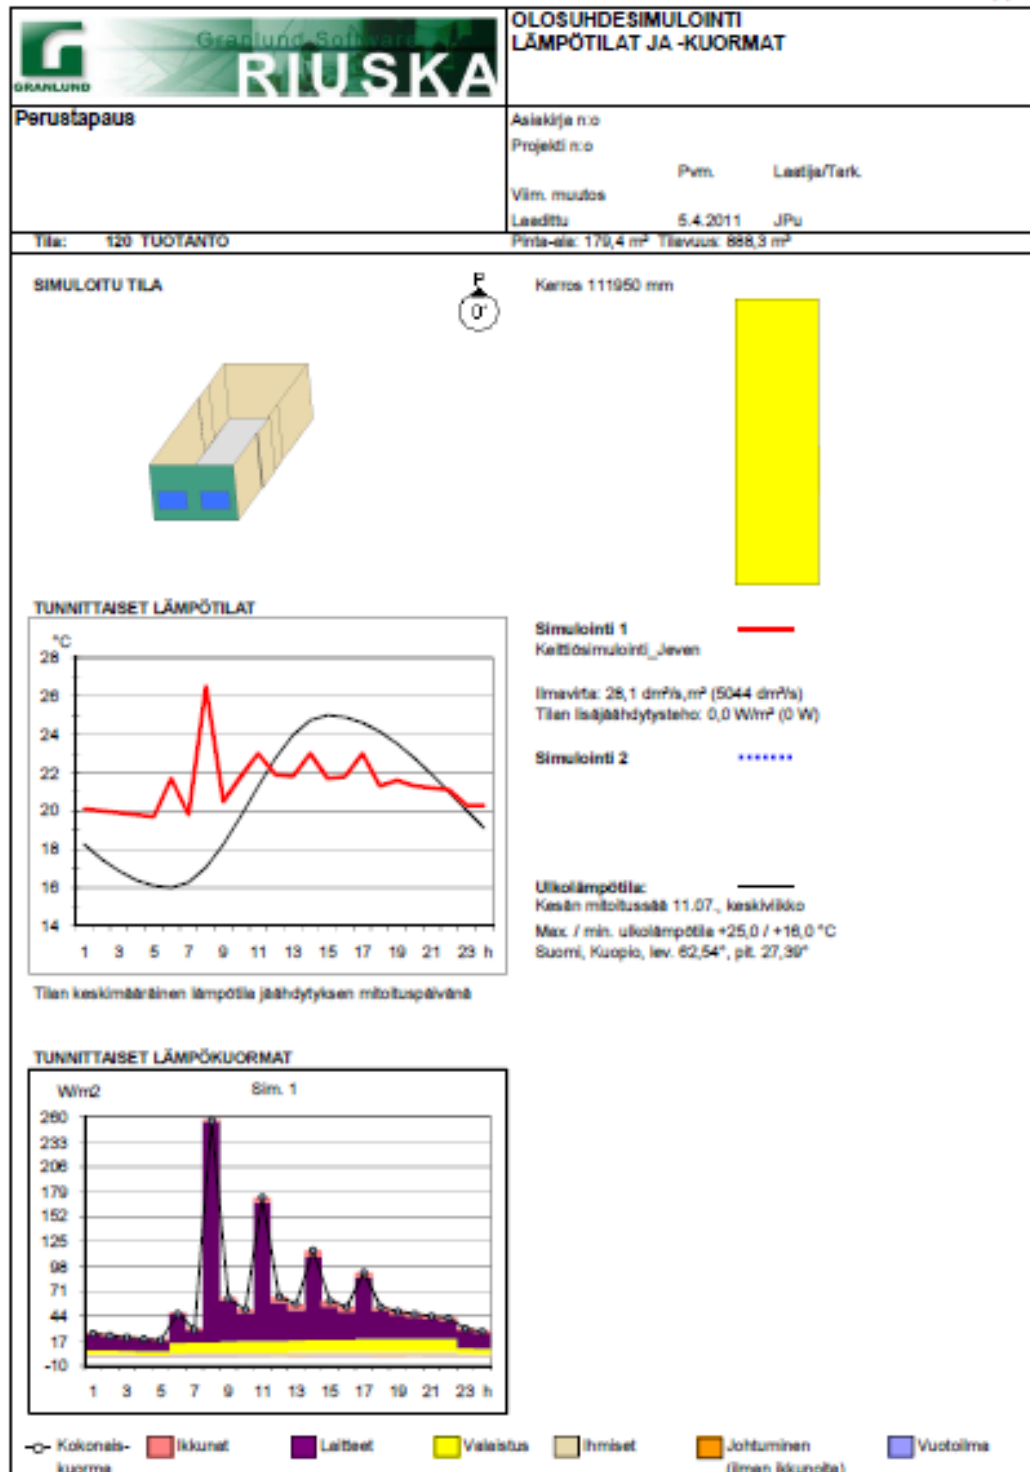 Granlund Software
RIUSKA
GRANLUND
OLOSUHDESIMULOINTI
LÄMPÖTILAT JA -KUORMAT
Perustapaus
Asiakirja n:o
Projekti n:o
Pvm. Laatija/Tark.
Viim. muutos
Laadittu 5.4.2011 JPu
Tila: 120 TUOTANTO
Pinta-ala: 179,4 m² Tilavuus: 888,3 m³
SIMULOITU TILA
P
0°
Kerros 111950 mm
TUNNITTAISET LÄMPÖTILAT
°C
28
26
24
22
20
18
16
14
1 3 5 7 9 11 13 15 17 19 21 23 h
Tilan keskimääräinen lämpötila jäähdytyksen mitoituspäivänä
Simulointi 1
Keittiösimulointi_Jeven
Ilmavirta: 28,1 dm³/s,m² (5044 dm³/s)
Tilan lisäjäähdytysteho: 0,0 W/m² (0 W)
Simulointi 2
Ulkolämpötila:
Kesän mitoitussää 11.07., keskiviikko
Max. / min. ulkolämpötila +25,0 / +16,0 °C
Suomi, Kuopio, lev. 62,54°, pit. 27,39°
TUNNITTAISET LÄMPÖKUORMAT
W/m2
Sim. 1
260
233
206
179
152
125
98
71
44
17
-10
1 3 5 7 9 11 13 15 17 19 21 23 h
Kokonais-
kuorma
Ikkunat
Laitteet
Valaistus
Ihmiset
Johtuminen
(ilman ikkunoita)
Vuotoilma